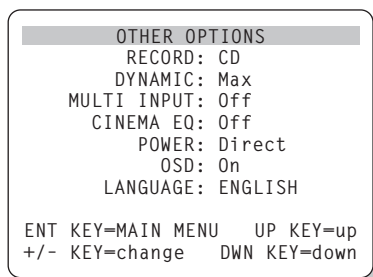 OTHER OPTIONS
RECORD: CD
DYNAMIC: Max
MULTI INPUT: Off
CINEMA EQ: Off
POWER: Direct
OSD: On
LANGUAGE: ENGLISH
ENT KEY=MAIN MENU UP KEY=up
+/- KEY=change DWN KEY=down